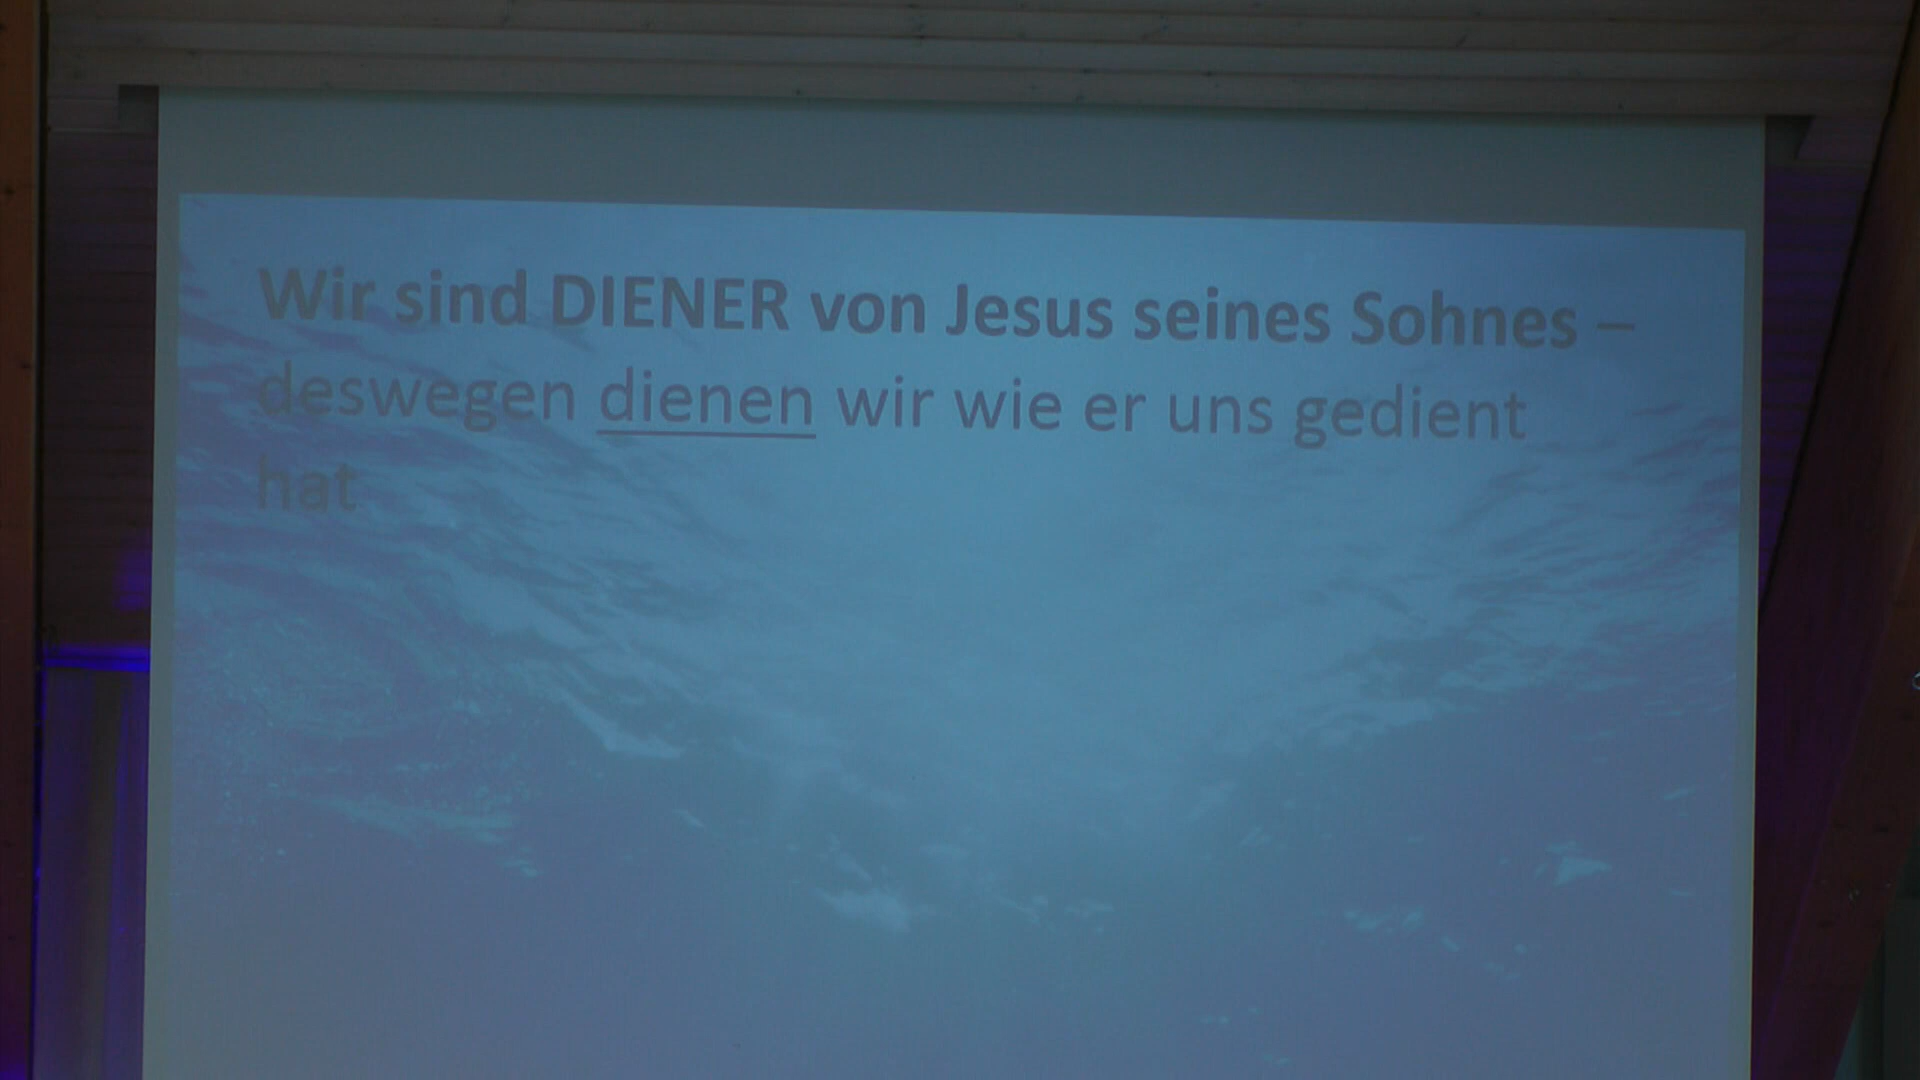 Wir sind DIENER von Jesus seines Sohnes –
deswegen dienen wir wie er uns gedient
hat